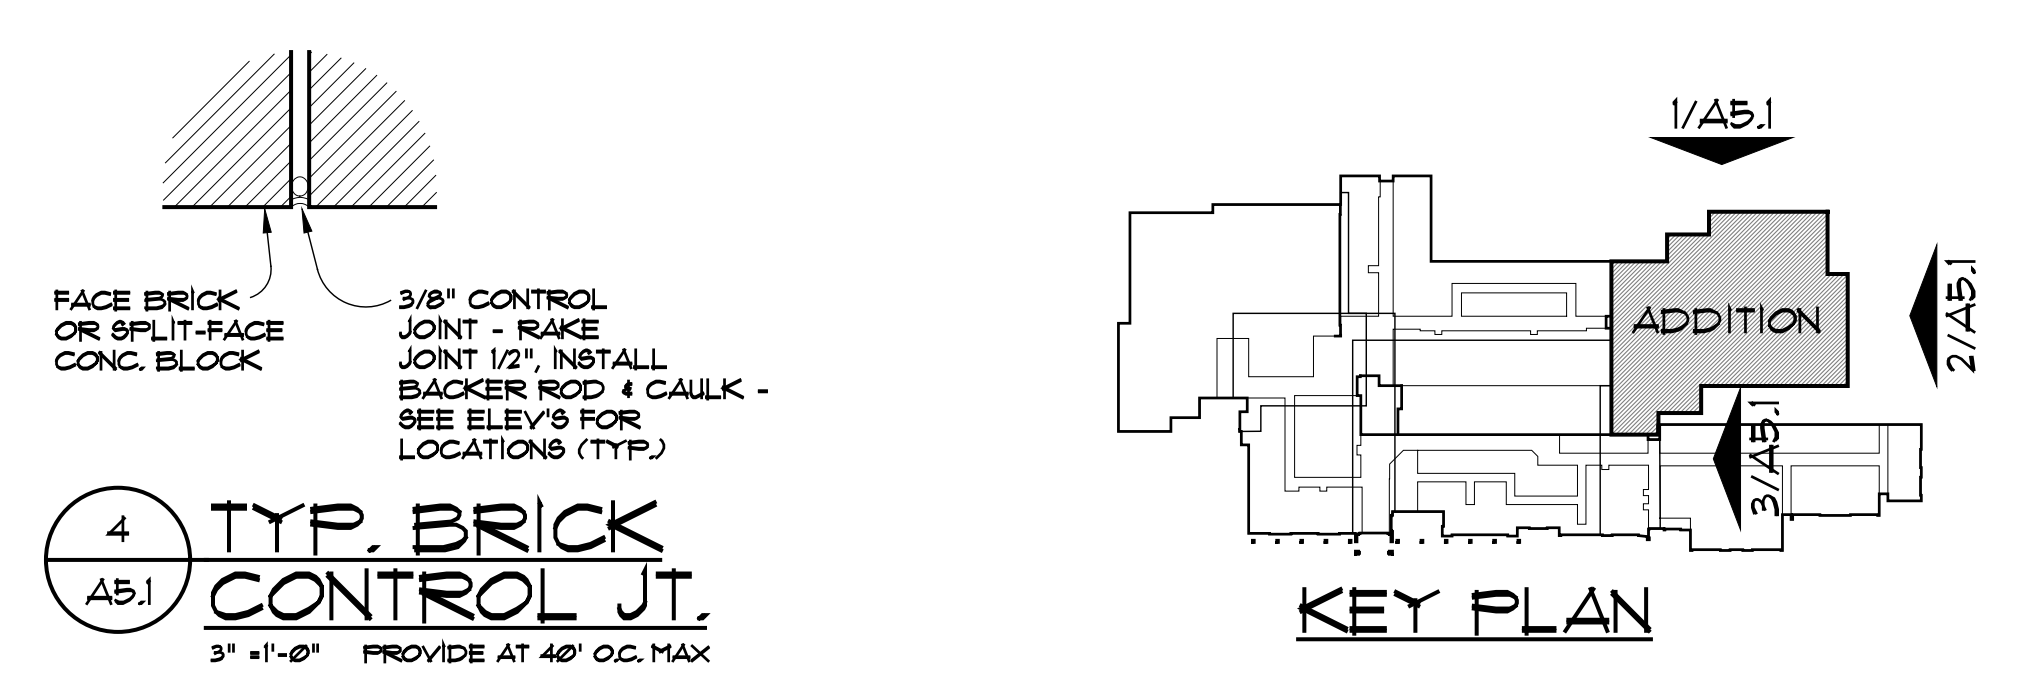 FACE BRICK
OR SPLIT-FACE
CONC. BLOCK
3/8" CONTROL
JOINT - RAKE
JOINT 1/2", INSTALL
BACKER ROD & CAULK -
SEE ELEV'S FOR
LOCATIONS (TYP.)
4
A5.1
TYP. BRICK
CONTROL JT.
3" =1'-0" PROVIDE AT 40' O.C. MAX
1/A5.1
ADDITION
2/A5.1
3/A5.1
KEY PLAN